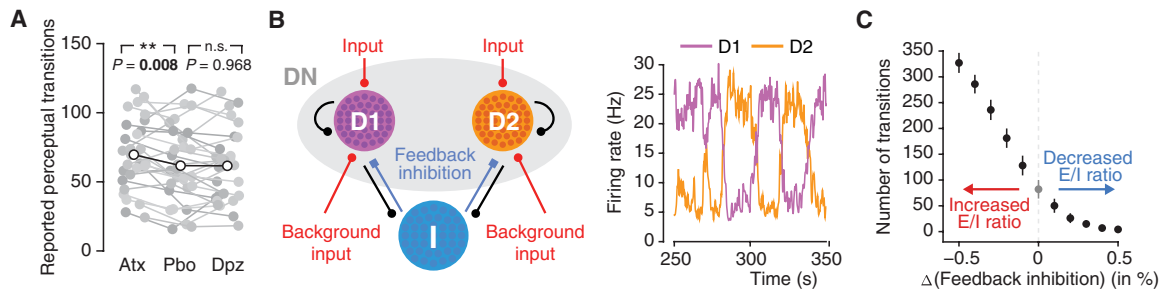 A
Reported perceptual transitions
150
100
50
0
** n.s.
P = 0.008 P = 0.968
Atx Pbo Dpz
B
Input Input
DN
D1 D2
Feedback
inhibition
Background
input
Background
input
I
D1 D2
Firing rate (Hz)
30
25
20
15
10
5
0
250 300 350
Time (s)
C
Number of transitions
350
300
250
200
150
100
50
0
Decreased
E/I ratio
Increased
E/I ratio
−0.5 0 0.5
Δ(Feedback inhibition) (in %)